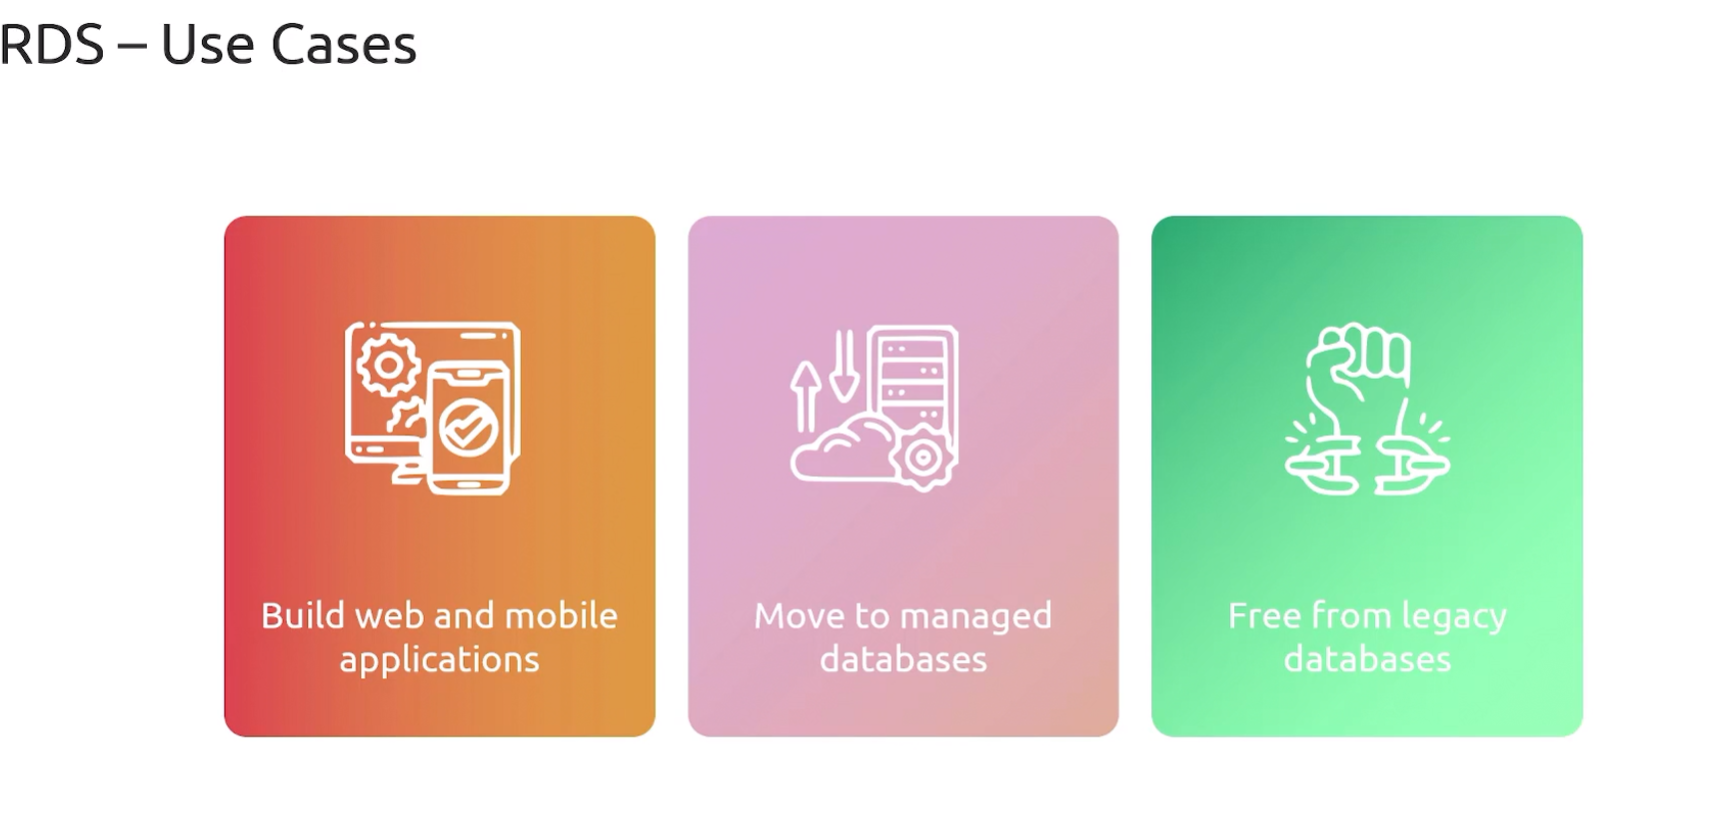 RDS – Use Cases
Build web and mobile
applications
Move to managed
databases
Free from legacy
databases